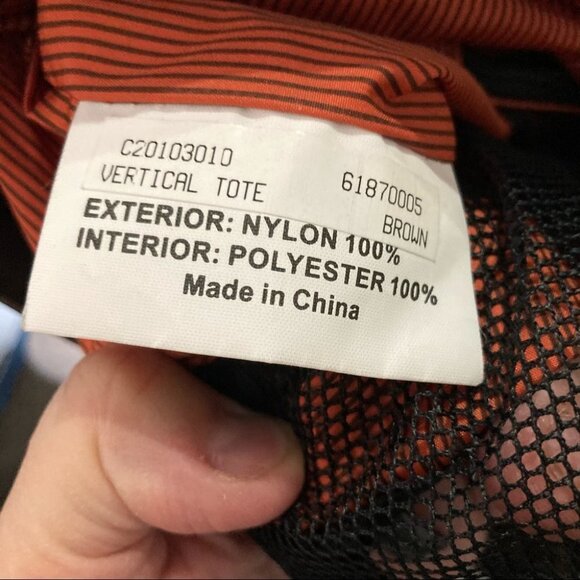 C20103010 61870005
VERTICAL TOTE BROWN
EXTERIOR: NYLON 100%
INTERIOR: POLYESTER 100%
Made in China